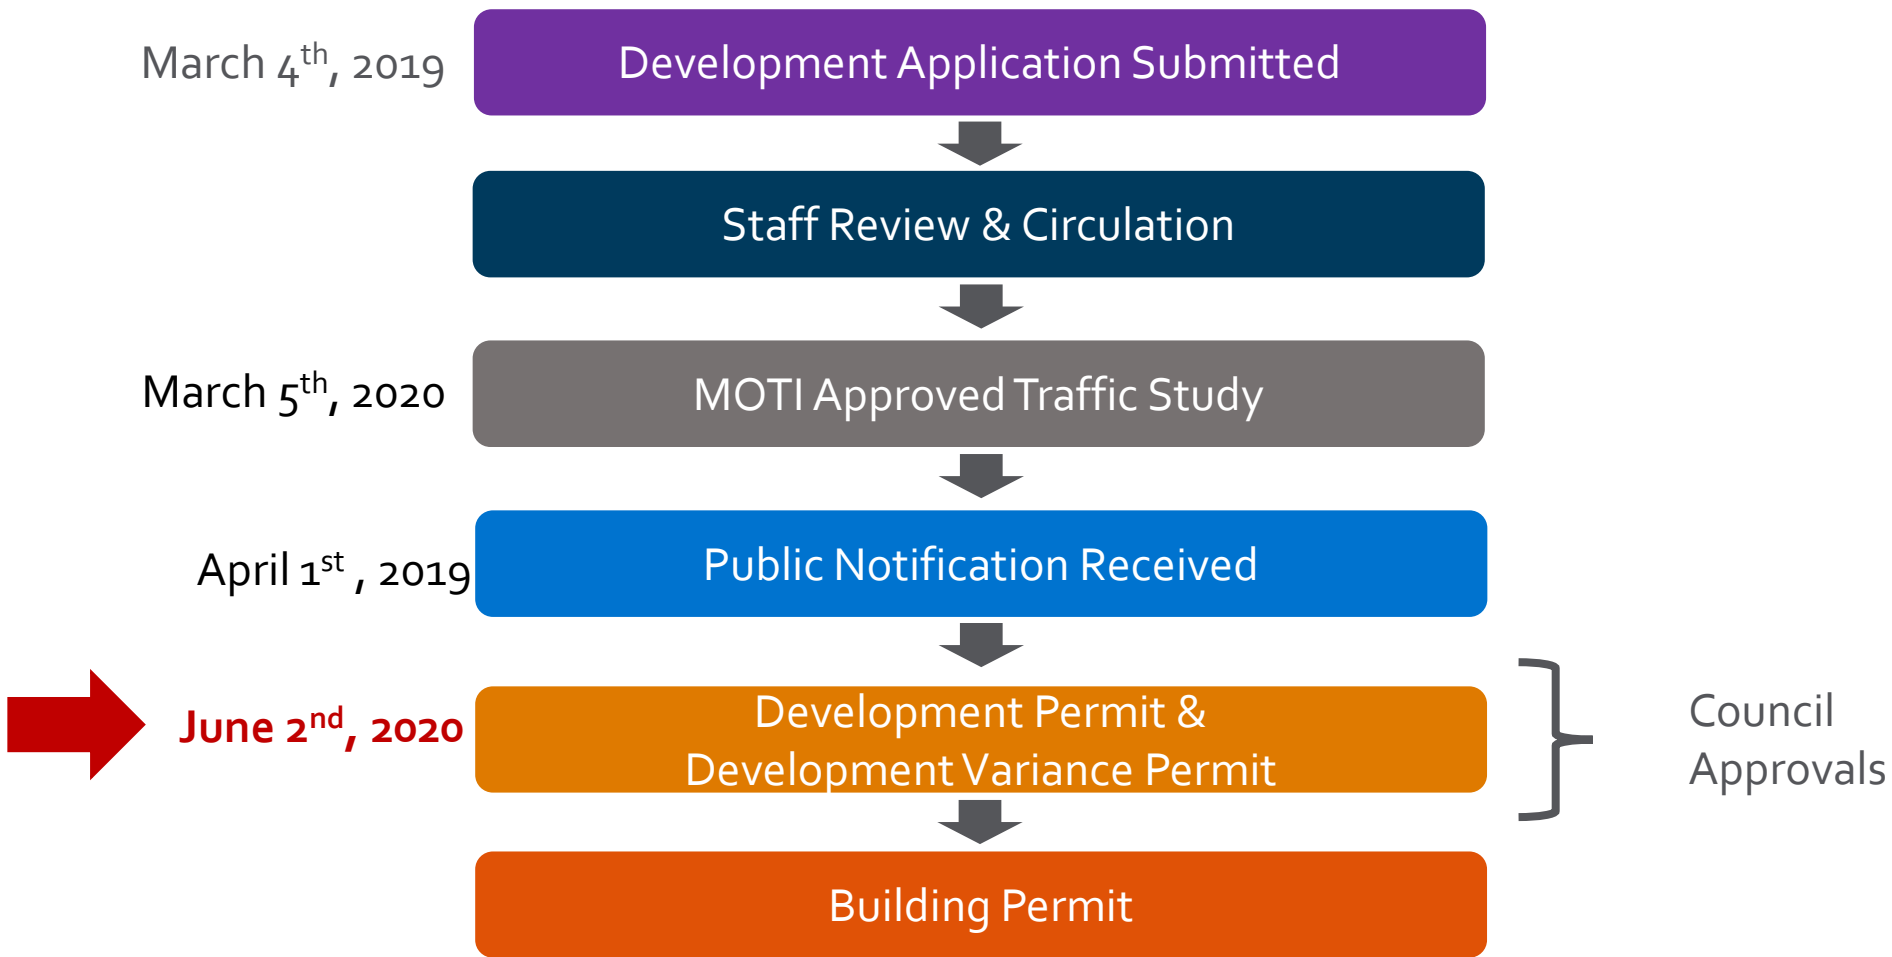 March 4th, 2019
Development Application Submitted
Staff Review & Circulation
March 5th, 2020
MOTI Approved Traffic Study
April 1st , 2019
Public Notification Received
June 2nd, 2020
Development Permit &
Development Variance Permit
Council
Approvals
Building Permit